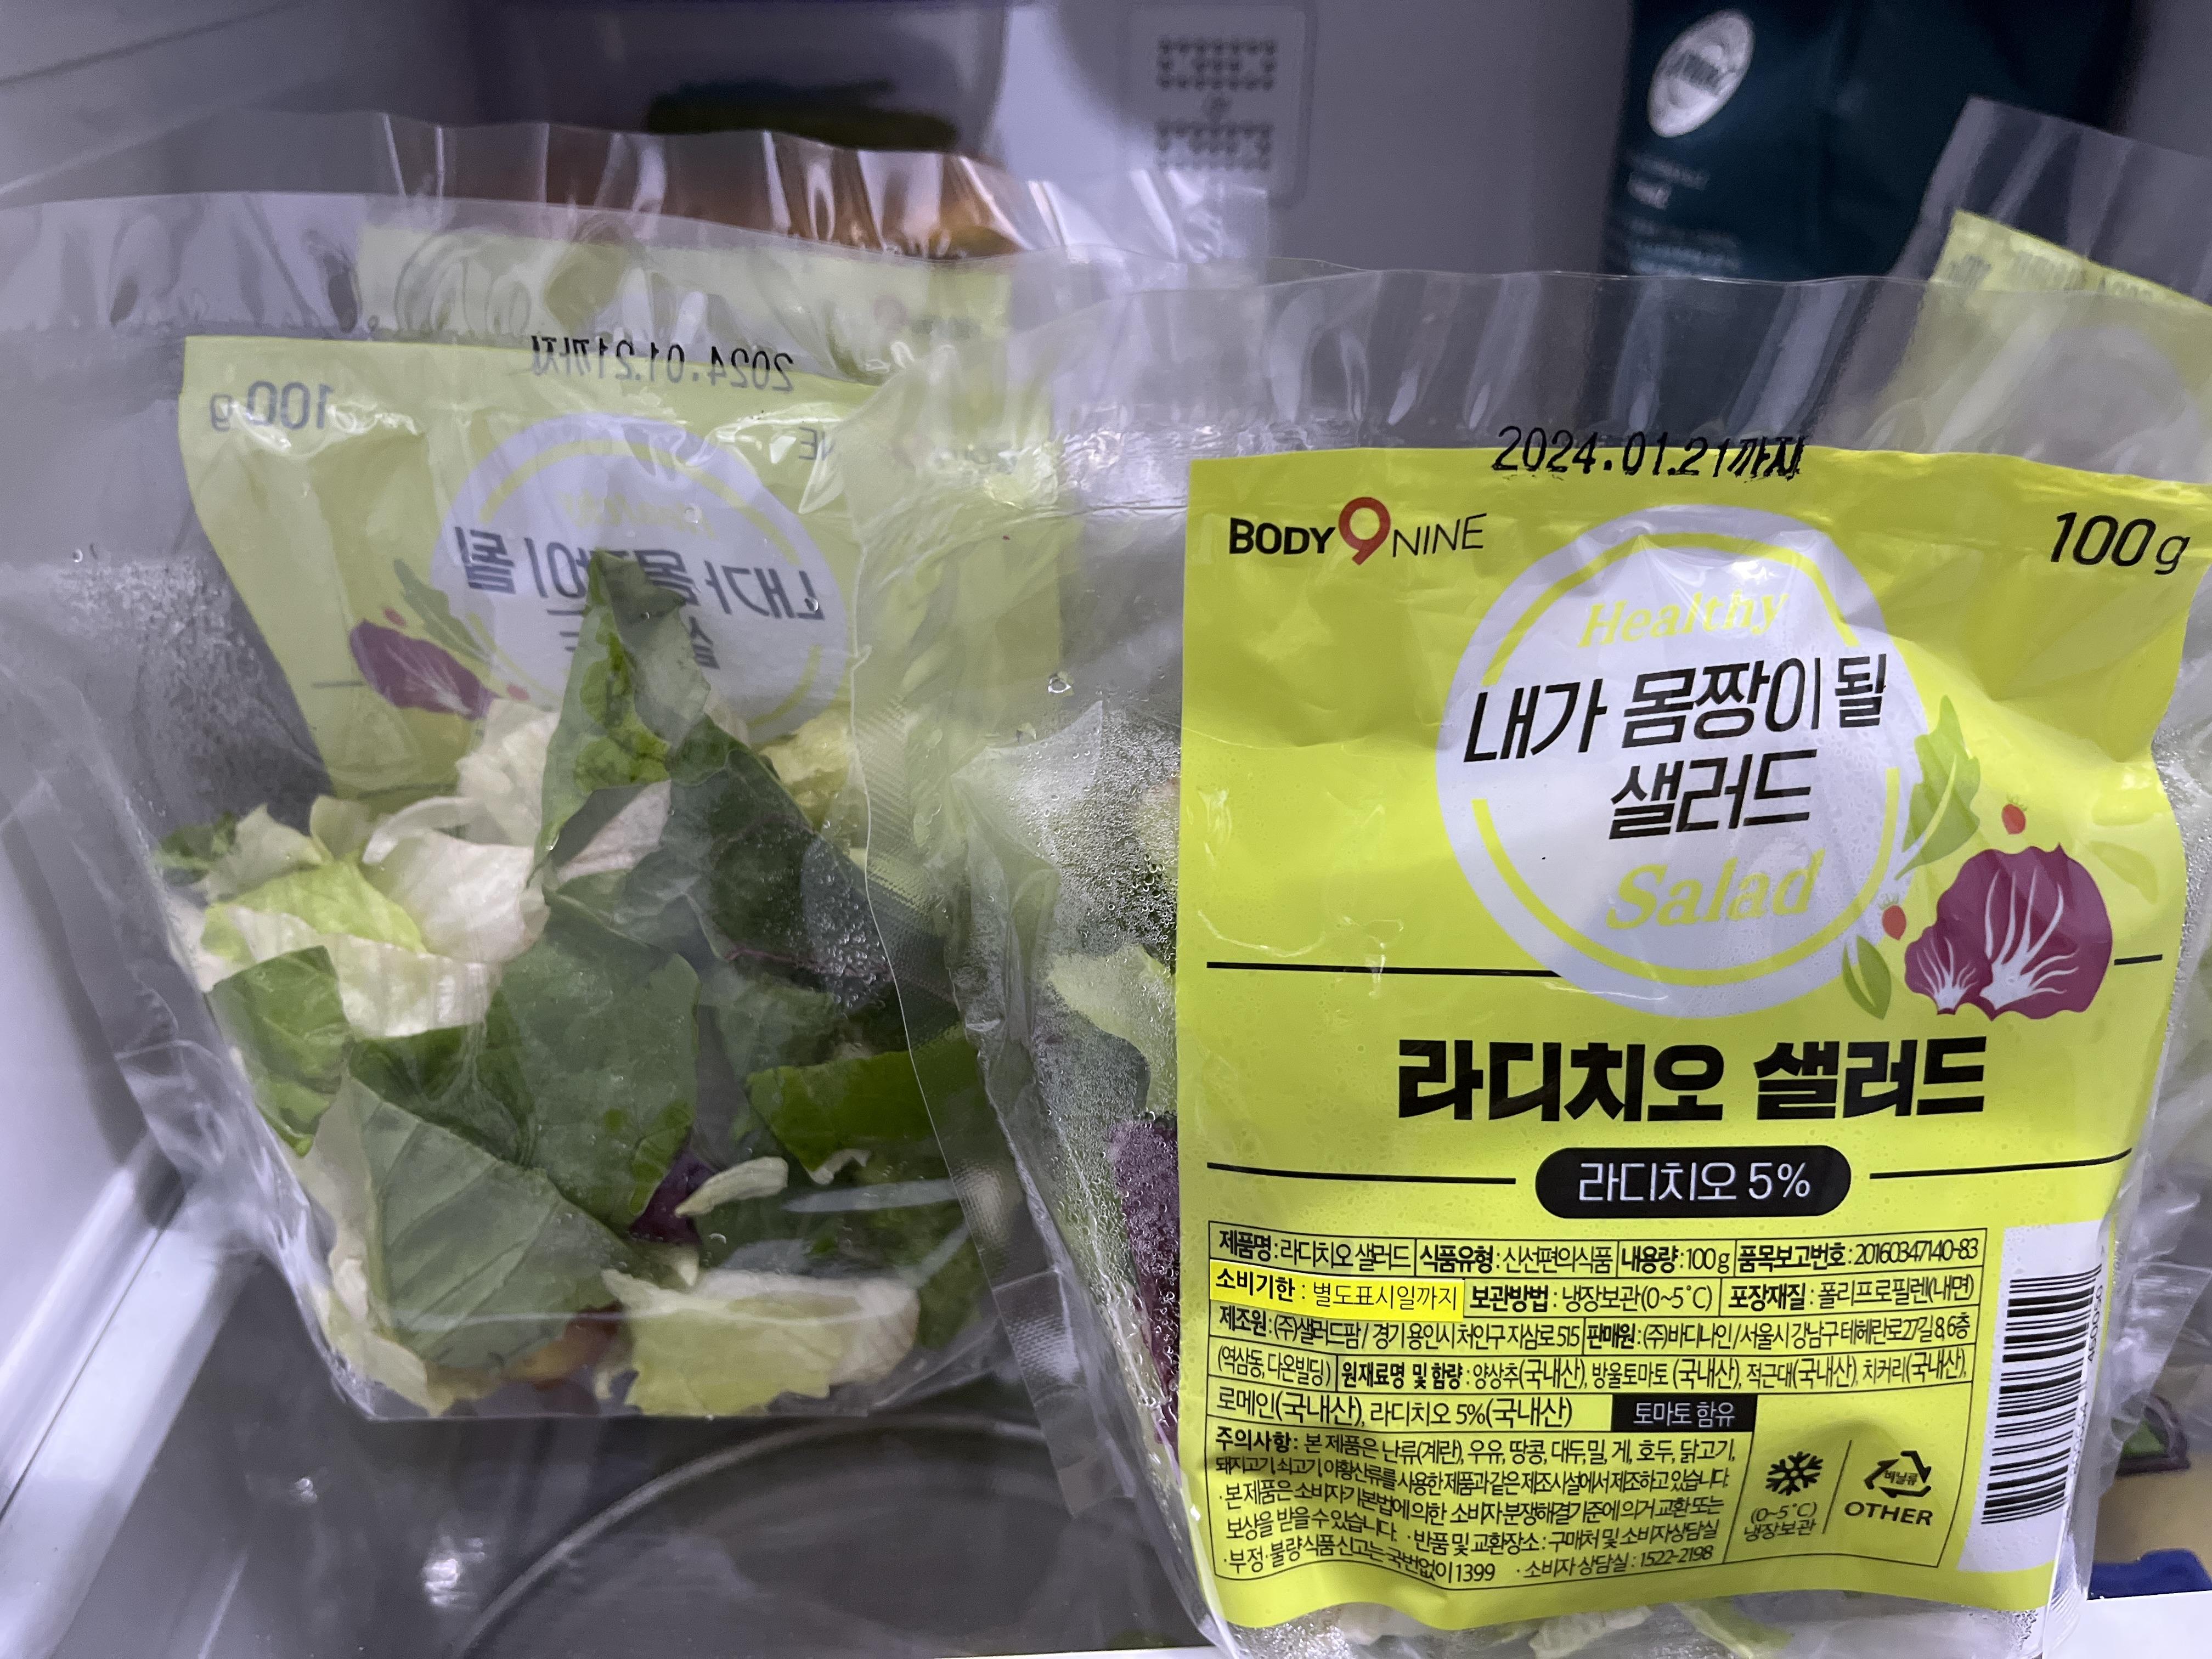 2024.01.21까지
100g
2024.01.21까지
BODY9NINE
100g
Healthy
내가 몸짱이 될
샐러드
Salad
라디치오 샐러드
라디치오 5%
제품명 : 라디치오 샐러드 식품유형 : 신선편의식품 내용량 : 100g 품목보고번호 : 20160347140-83
소비기한 : 별도표시일까지 보관방법 : 냉장보관(0~5˚C) 포장재질 : 폴리프로필렌(내면)
제조원 : (주)샐러드팜 / 경기 용인시 처인구 지삼로 515 판매원 : (주)바디나인 / 서울시 강남구 테헤란로27길 8, 6층
(역삼동, 다온빌딩) 원재료명 및 함량 : 양상추(국내산), 방울토마토 (국내산), 적근대(국내산), 치커리(국내산),
로메인(국내산), 라디치오 5%(국내산) 토마토 함유
주의사항 : 본 제품은 난류(계란), 우유, 땅콩, 대두, 밀, 게, 호두, 닭고기,
돼지고기, 쇠고기, 아황산류를 사용한 제품과 같은 제조시설에서 제조하고 있습니다.
· 본 제품은 소비자기본법에 의한 소비자 분쟁해결기준에 의거 교환 또는
보상을 받을 수 있습니다. · 반품 및 교환장소 : 구매처 및 소비자상담실
· 부정·불량식품 신고는 국번없이 1399 · 소비자 상담실 : 1522-2198
(0~5˚C)
냉장보관
비닐류
OTHER